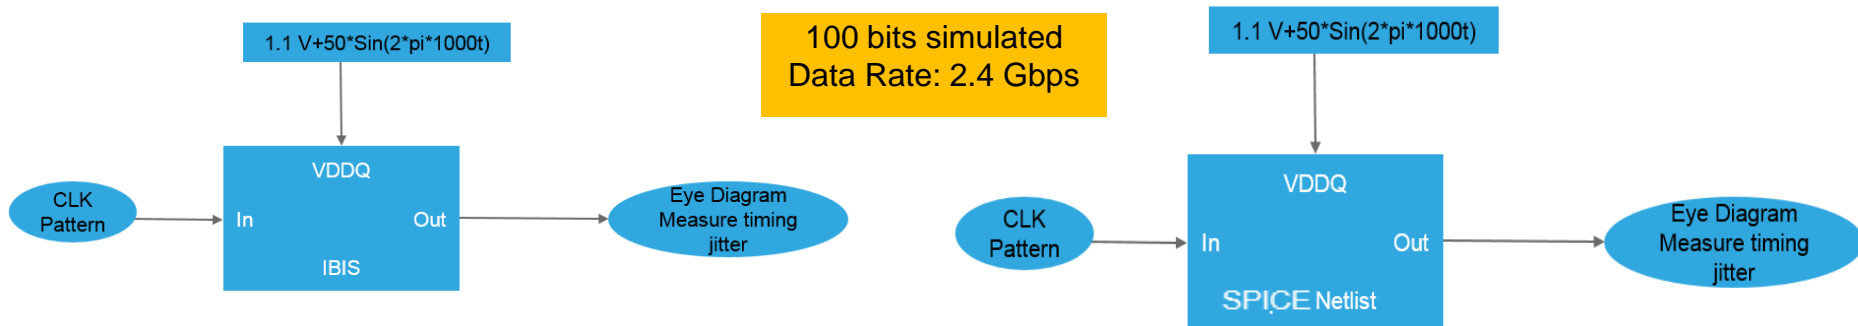 1.1 V+50*Sin(2*pi*1000t)
CLK
Pattern
VDDQ
In
Out
IBIS
Eye Diagram
Measure timing
jitter
100 bits simulated
Data Rate: 2.4 Gbps
1.1 V+50*Sin(2*pi*1000t)
CLK
Pattern
VDDQ
In
Out
SPICE Netlist
Eye Diagram
Measure timing
jitter